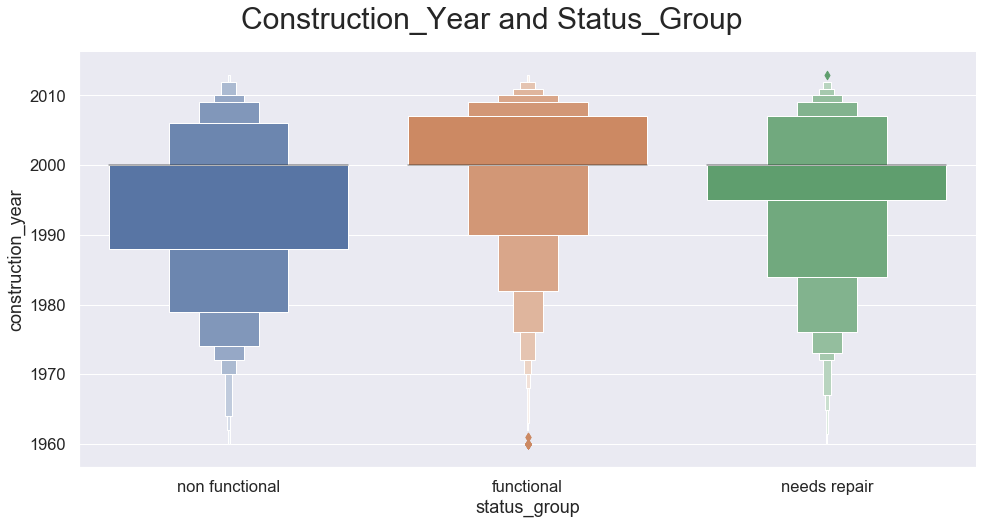 Construction_Year and Status_Group
construction_year
2010
2000
1990
1980
1970
1960
non functional
functional
needs repair
status_group